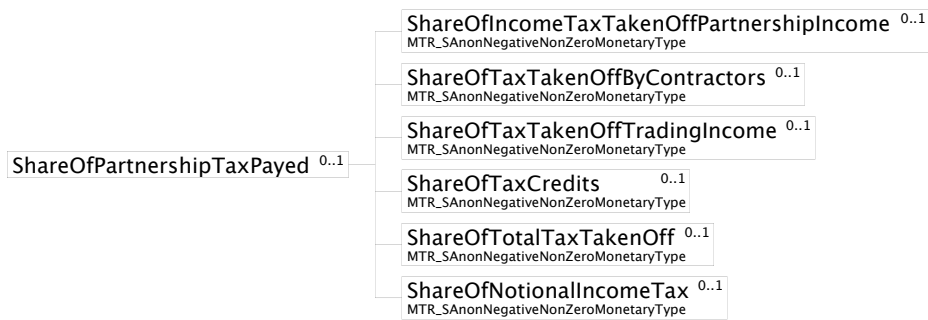 ShareOfIncomeTaxTakenOffPartnershipIncome 0..1
MTR_SAnonNegativeNonZeroMonetaryType
ShareOfTaxTakenOffByContractors 0..1
MTR_SAnonNegativeNonZeroMonetaryType
ShareOfTaxTakenOffTradingIncome 0..1
MTR_SAnonNegativeNonZeroMonetaryType
ShareOfPartnershipTaxPayed 0..1
ShareOfTaxCredits 0..1
MTR_SAnonNegativeNonZeroMonetaryType
ShareOfTotalTaxTakenOff 0..1
MTR_SAnonNegativeNonZeroMonetaryType
ShareOfNotionalIncomeTax 0..1
MTR_SAnonNegativeNonZeroMonetaryType